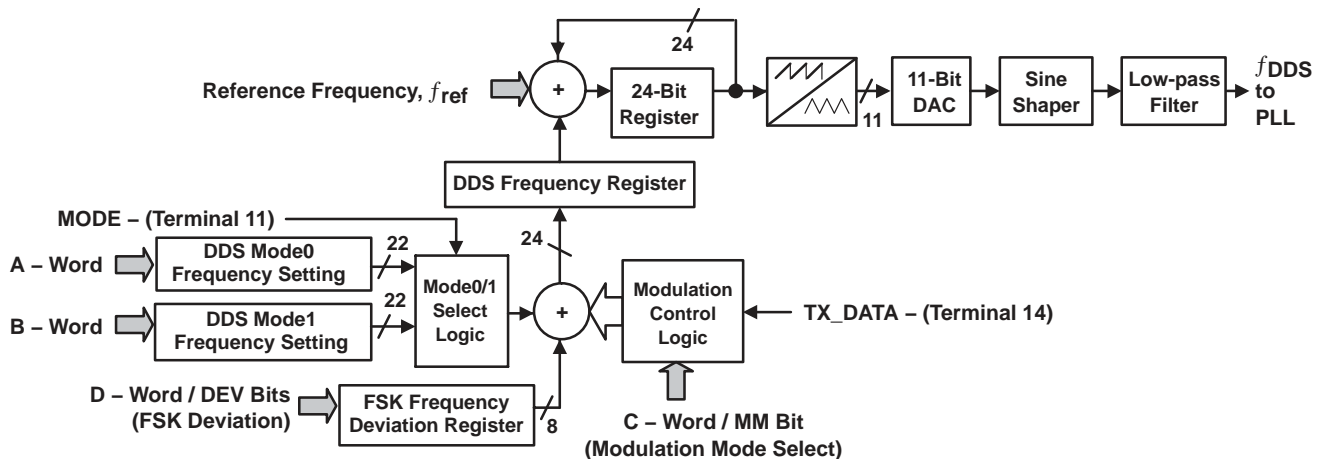 24
Reference Frequency, fref
+
24-Bit
Register
11
11-Bit
DAC
Sine
Shaper
Low-pass
Filter
fDDS
to
PLL
DDS Frequency Register
MODE – (Terminal 11)
24
A – Word
DDS Mode0
Frequency Setting
22
B – Word
DDS Mode1
Frequency Setting
22
Mode0/1
Select
Logic
+
Modulation
Control
Logic
TX_DATA – (Terminal 14)
D – Word / DEV Bits
(FSK Deviation)
FSK Frequency
Deviation Register
8
C – Word / MM Bit
(Modulation Mode Select)